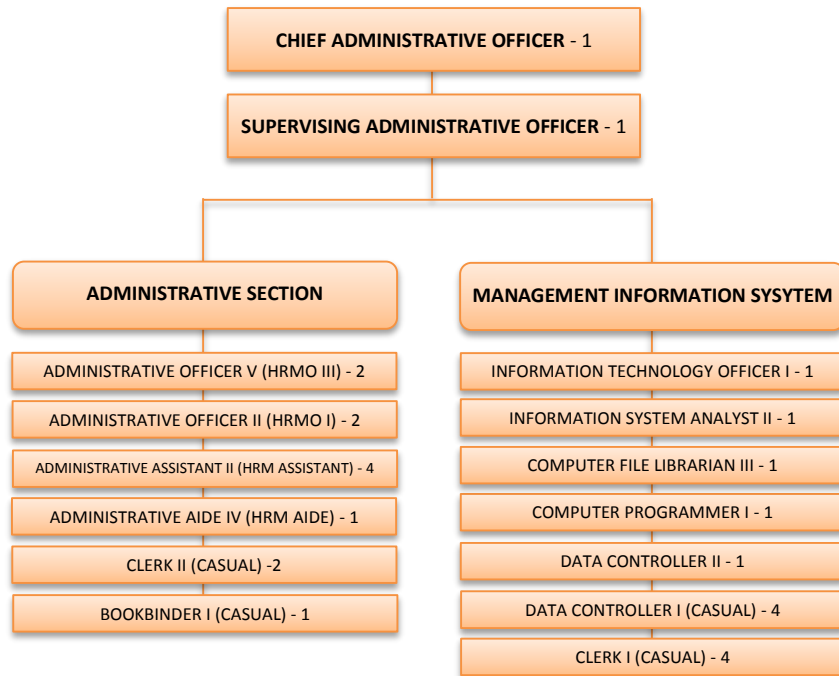 CHIEF ADMINISTRATIVE OFFICER - 1
SUPERVISING ADMINISTRATIVE OFFICER - 1
ADMINISTRATIVE SECTION
ADMINISTRATIVE OFFICER V (HRMO III) - 2
ADMINISTRATIVE OFFICER II (HRMO I) - 2
ADMINISTRATIVE ASSISTANT II (HRM ASSISTANT) - 4
ADMINISTRATIVE AIDE IV (HRM AIDE) - 1
CLERK II (CASUAL) -2
BOOKBINDER I (CASUAL) - 1
MANAGEMENT INFORMATION SYSYTEM
INFORMATION TECHNOLOGY OFFICER I - 1
INFORMATION SYSTEM ANALYST II - 1
COMPUTER FILE LIBRARIAN III - 1
COMPUTER PROGRAMMER I - 1
DATA CONTROLLER II - 1
DATA CONTROLLER I (CASUAL) - 4
CLERK I (CASUAL) - 4